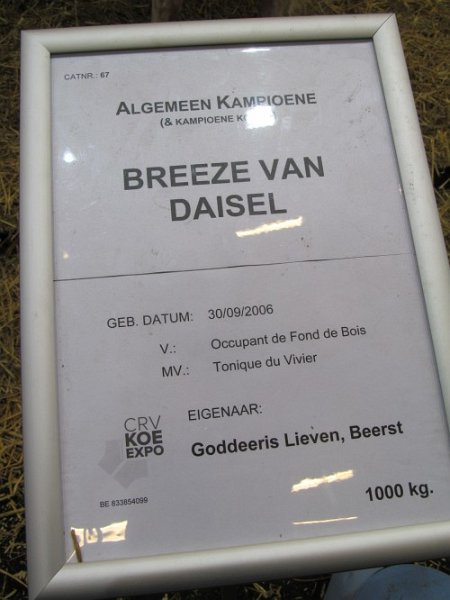 CATNR.: 67
ALGEMEEN KAMPIOENE
(& KAMPIOENE
BREEZE VAN
DAISEL
GEB. DATUM: 30/09/2006
V.: Occupant de Fond de Bois
MV.: Tonique du Vivier
EIGENAAR:
CRV
KOE
EXPO
Goddeeris Lieven, Beerst
BE 633854099
1000 kg.